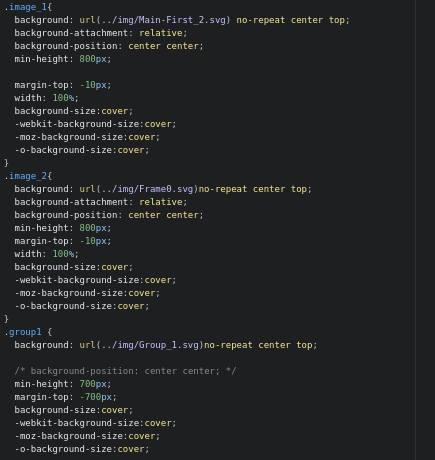 .image_1{
background: url(../img/Main-First_2.svg) no-repeat center top;
background-attachment: relative;
background-position: center center;
min-height: 800px;
margin-top: -10px;
width: 100%;
background-size:cover;
-webkit-background-size:cover;
-moz-background-size:cover;
-o-background-size:cover;
}
.image_2{
background: url(../img/Frame0.svg)no-repeat center top;
background-attachment: relative;
background-position: center center;
min-height: 800px;
margin-top: -10px;
width: 100%;
background-size:cover;
-webkit-background-size:cover;
-moz-background-size:cover;
-o-background-size:cover;
}
.group1 {
background: url(../img/Group_1.svg)no-repeat center top;
/* background-position: center center; */
min-height: 700px;
margin-top: -700px;
background-size:cover;
-webkit-background-size:cover;
-moz-background-size:cover;
-o-background-size:cover;